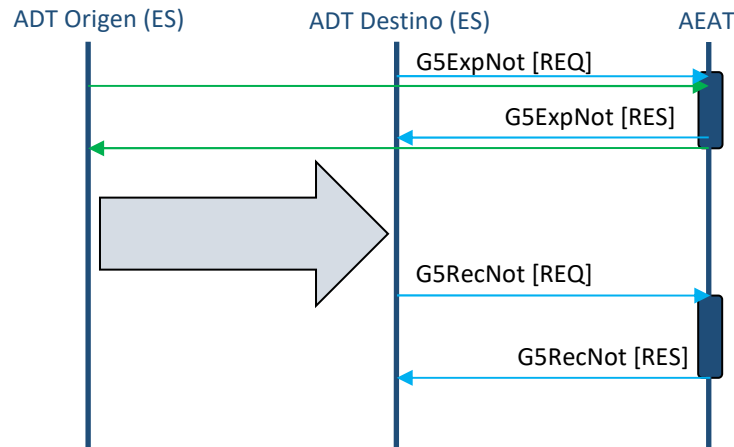 ADT Origen (ES) ADT Destino (ES) AEAT
G5ExpNot [REQ]
G5ExpNot [RES]
G5RecNot [REQ]
G5RecNot [RES]